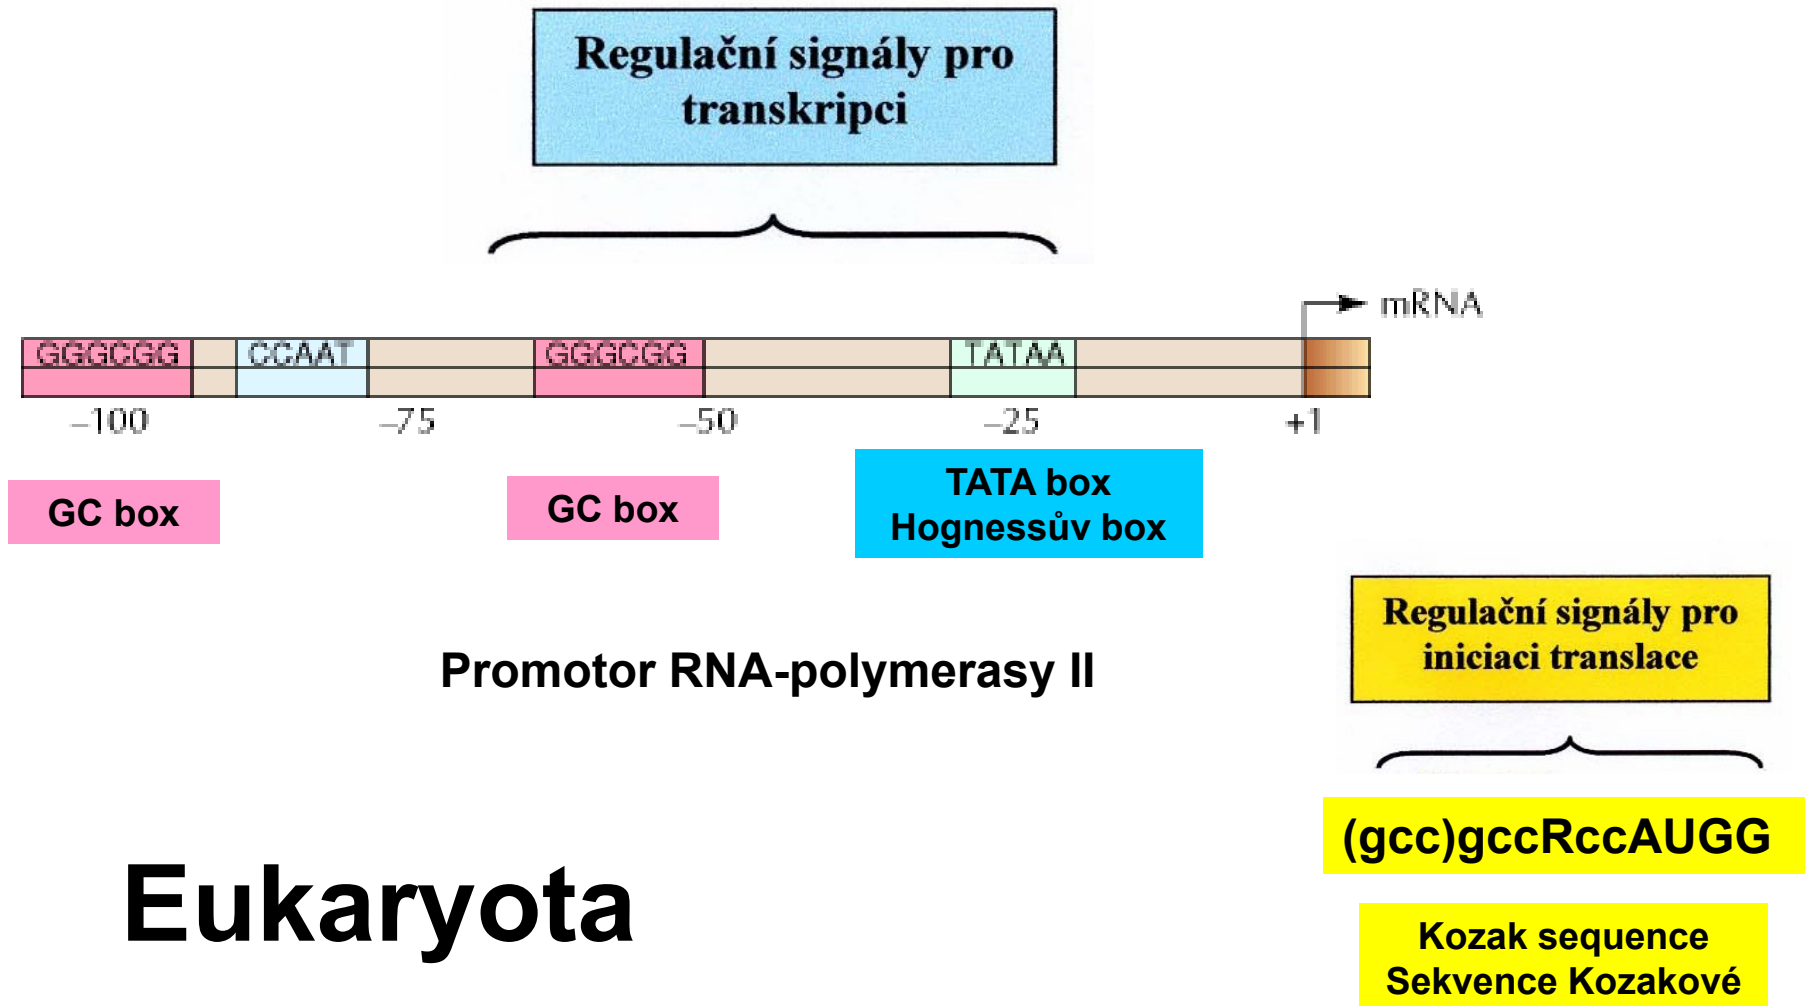 Regulační signály pro
transkripci
mRNA
GGGCGG CCAAT GGGCGG TATAA
–100 –75 –50 –25 +1
GC box
GC box
TATA box
Hognessův box
Regulační signály pro
iniciaci translace
Promotor RNA-polymerasy II
(gcc)gccRccAUGG
Eukaryota
Kozak sequence
Sekvence Kozakové